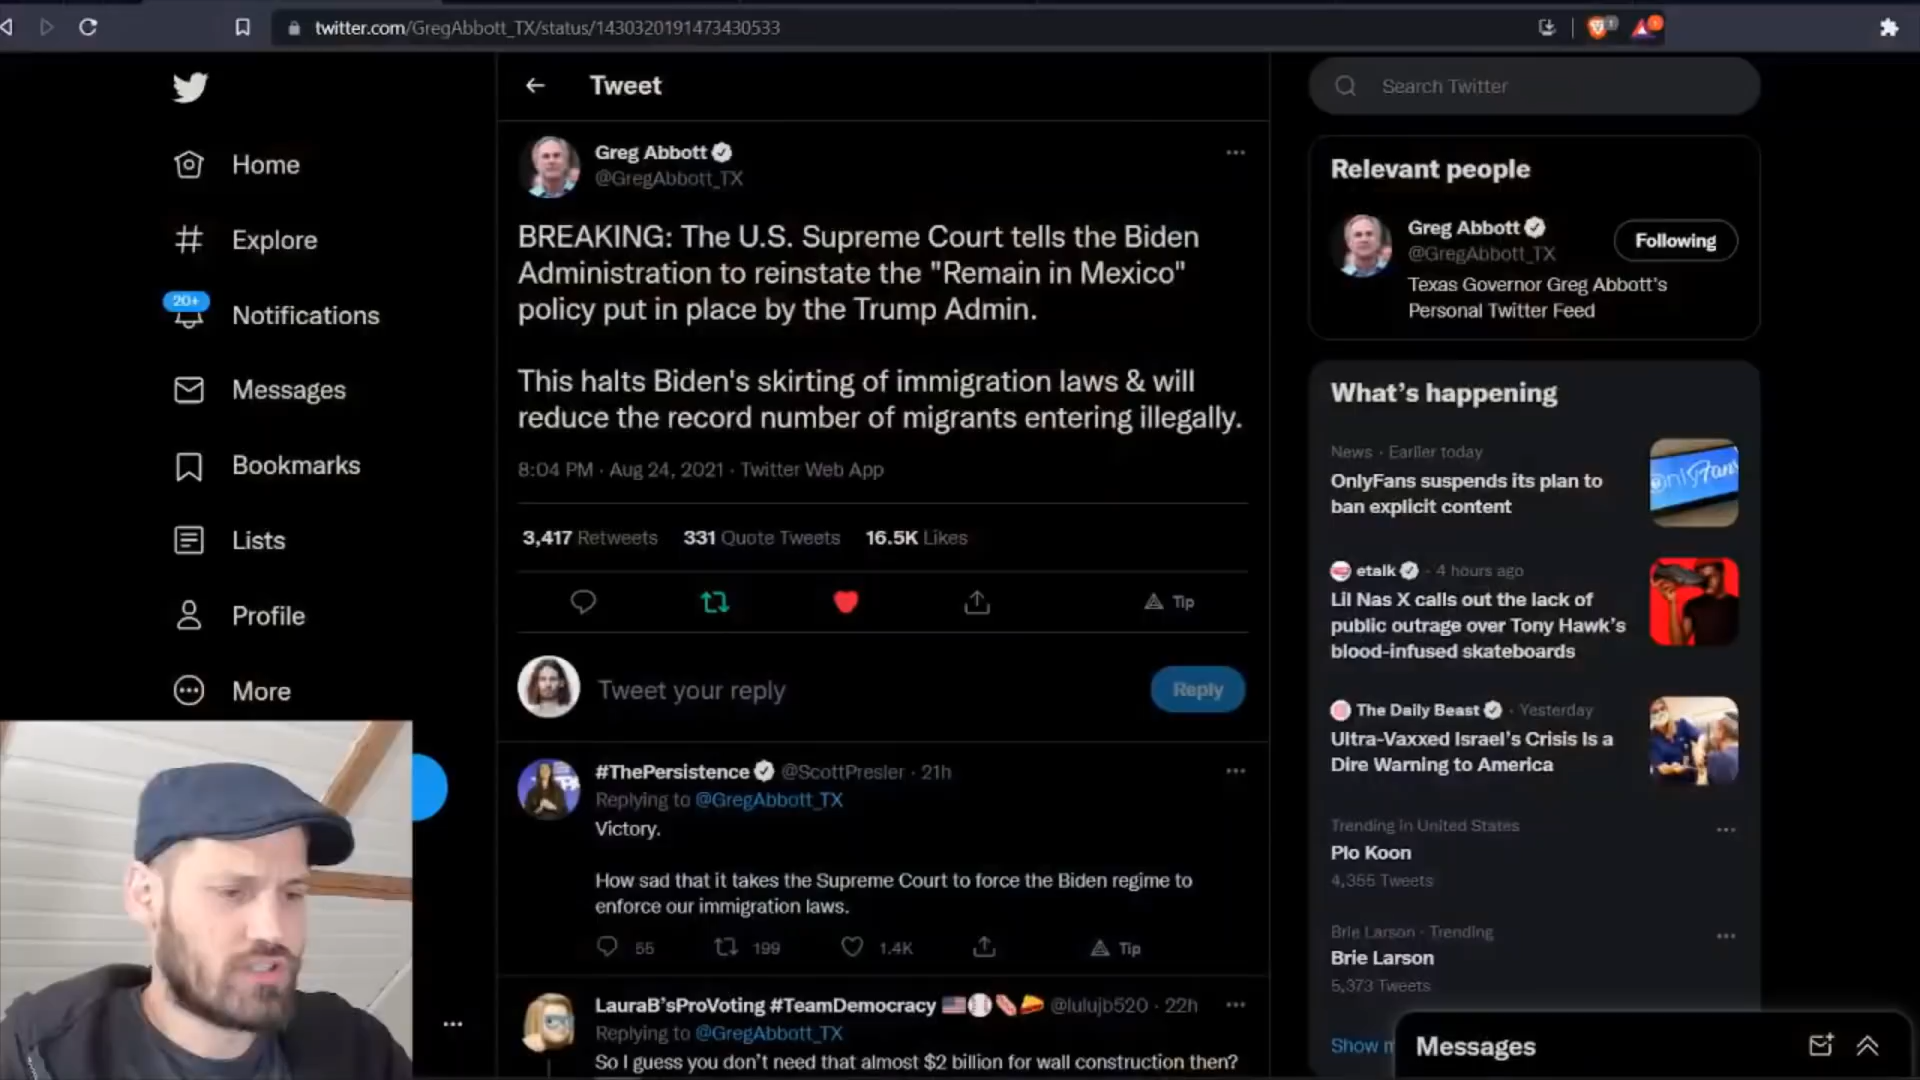 twitter.com/GregAbbott_TX/status/1430320191473430533
Home
Explore
20+
Notifications
Messages
Bookmarks
Lists
Profile
More
Tweet
Greg Abbott
@GregAbbott_TX
BREAKING: The U.S. Supreme Court tells the Biden
Administration to reinstate the "Remain in Mexico"
policy put in place by the Trump Admin.
This halts Biden's skirting of immigration laws & will
reduce the record number of migrants entering illegally.
8:04 PM · Aug 24, 2021 · Twitter Web App
3,417 Retweets 331 Quote Tweets 16.5K Likes
Tip
Tweet your reply
Reply
#ThePersistence @ScottPresler · 21h
Replying to @GregAbbott_TX
Victory.
How sad that it takes the Supreme Court to force the Biden regime to
enforce our immigration laws.
55 199 1.4K Tip
LauraB'sProVoting #TeamDemocracy @lulujb520 · 22h
Replying to @GregAbbott_TX
So I guess you don't need that almost $2 billion for wall construction then?
Search Twitter
Relevant people
Greg Abbott
@GregAbbott_TX
Following
Texas Governor Greg Abbott's
Personal Twitter Feed
What's happening
News · Earlier today
OnlyFans suspends its plan to
ban explicit content
OnlyFans
etalk · 4 hours ago
Lil Nas X calls out the lack of
public outrage over Tony Hawk's
blood-infused skateboards
The Daily Beast · Yesterday
Ultra-Vaxxed Israel's Crisis Is a
Dire Warning to America
Trending in United States
Plo Koon
4,355 Tweets
Brie Larson · Trending
Brie Larson
5,373 Tweets
Show
Messages